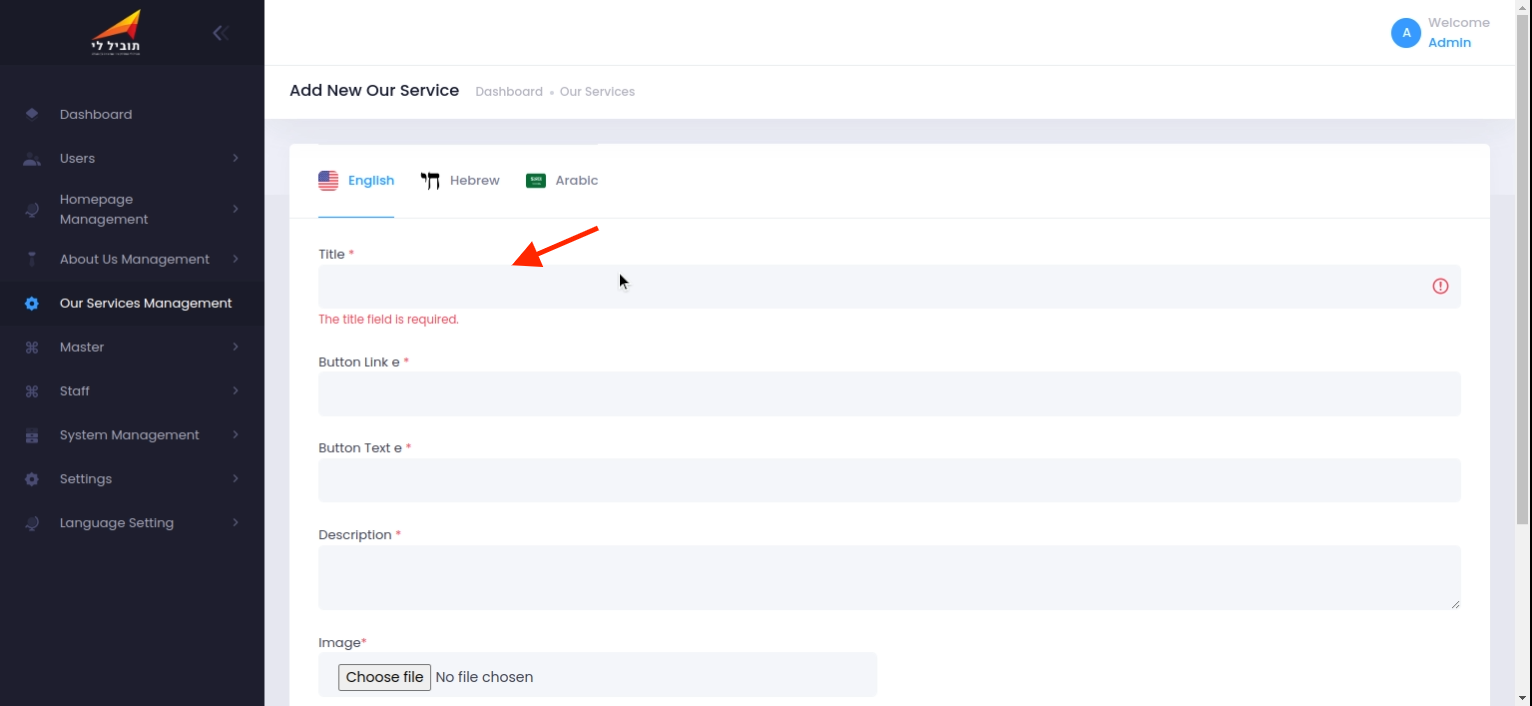 תוביל לי
Welcome
A
Admin
Add New Our Service
Dashboard • Our Services
Dashboard
Users
Homepage
Management
About Us Management
Our Services Management
Master
Staff
System Management
Settings
Language Setting
English
Hebrew
Arabic
Title *
The title field is required.
Button Link e *
Button Text e *
Description *
Image*
Choose file No file chosen